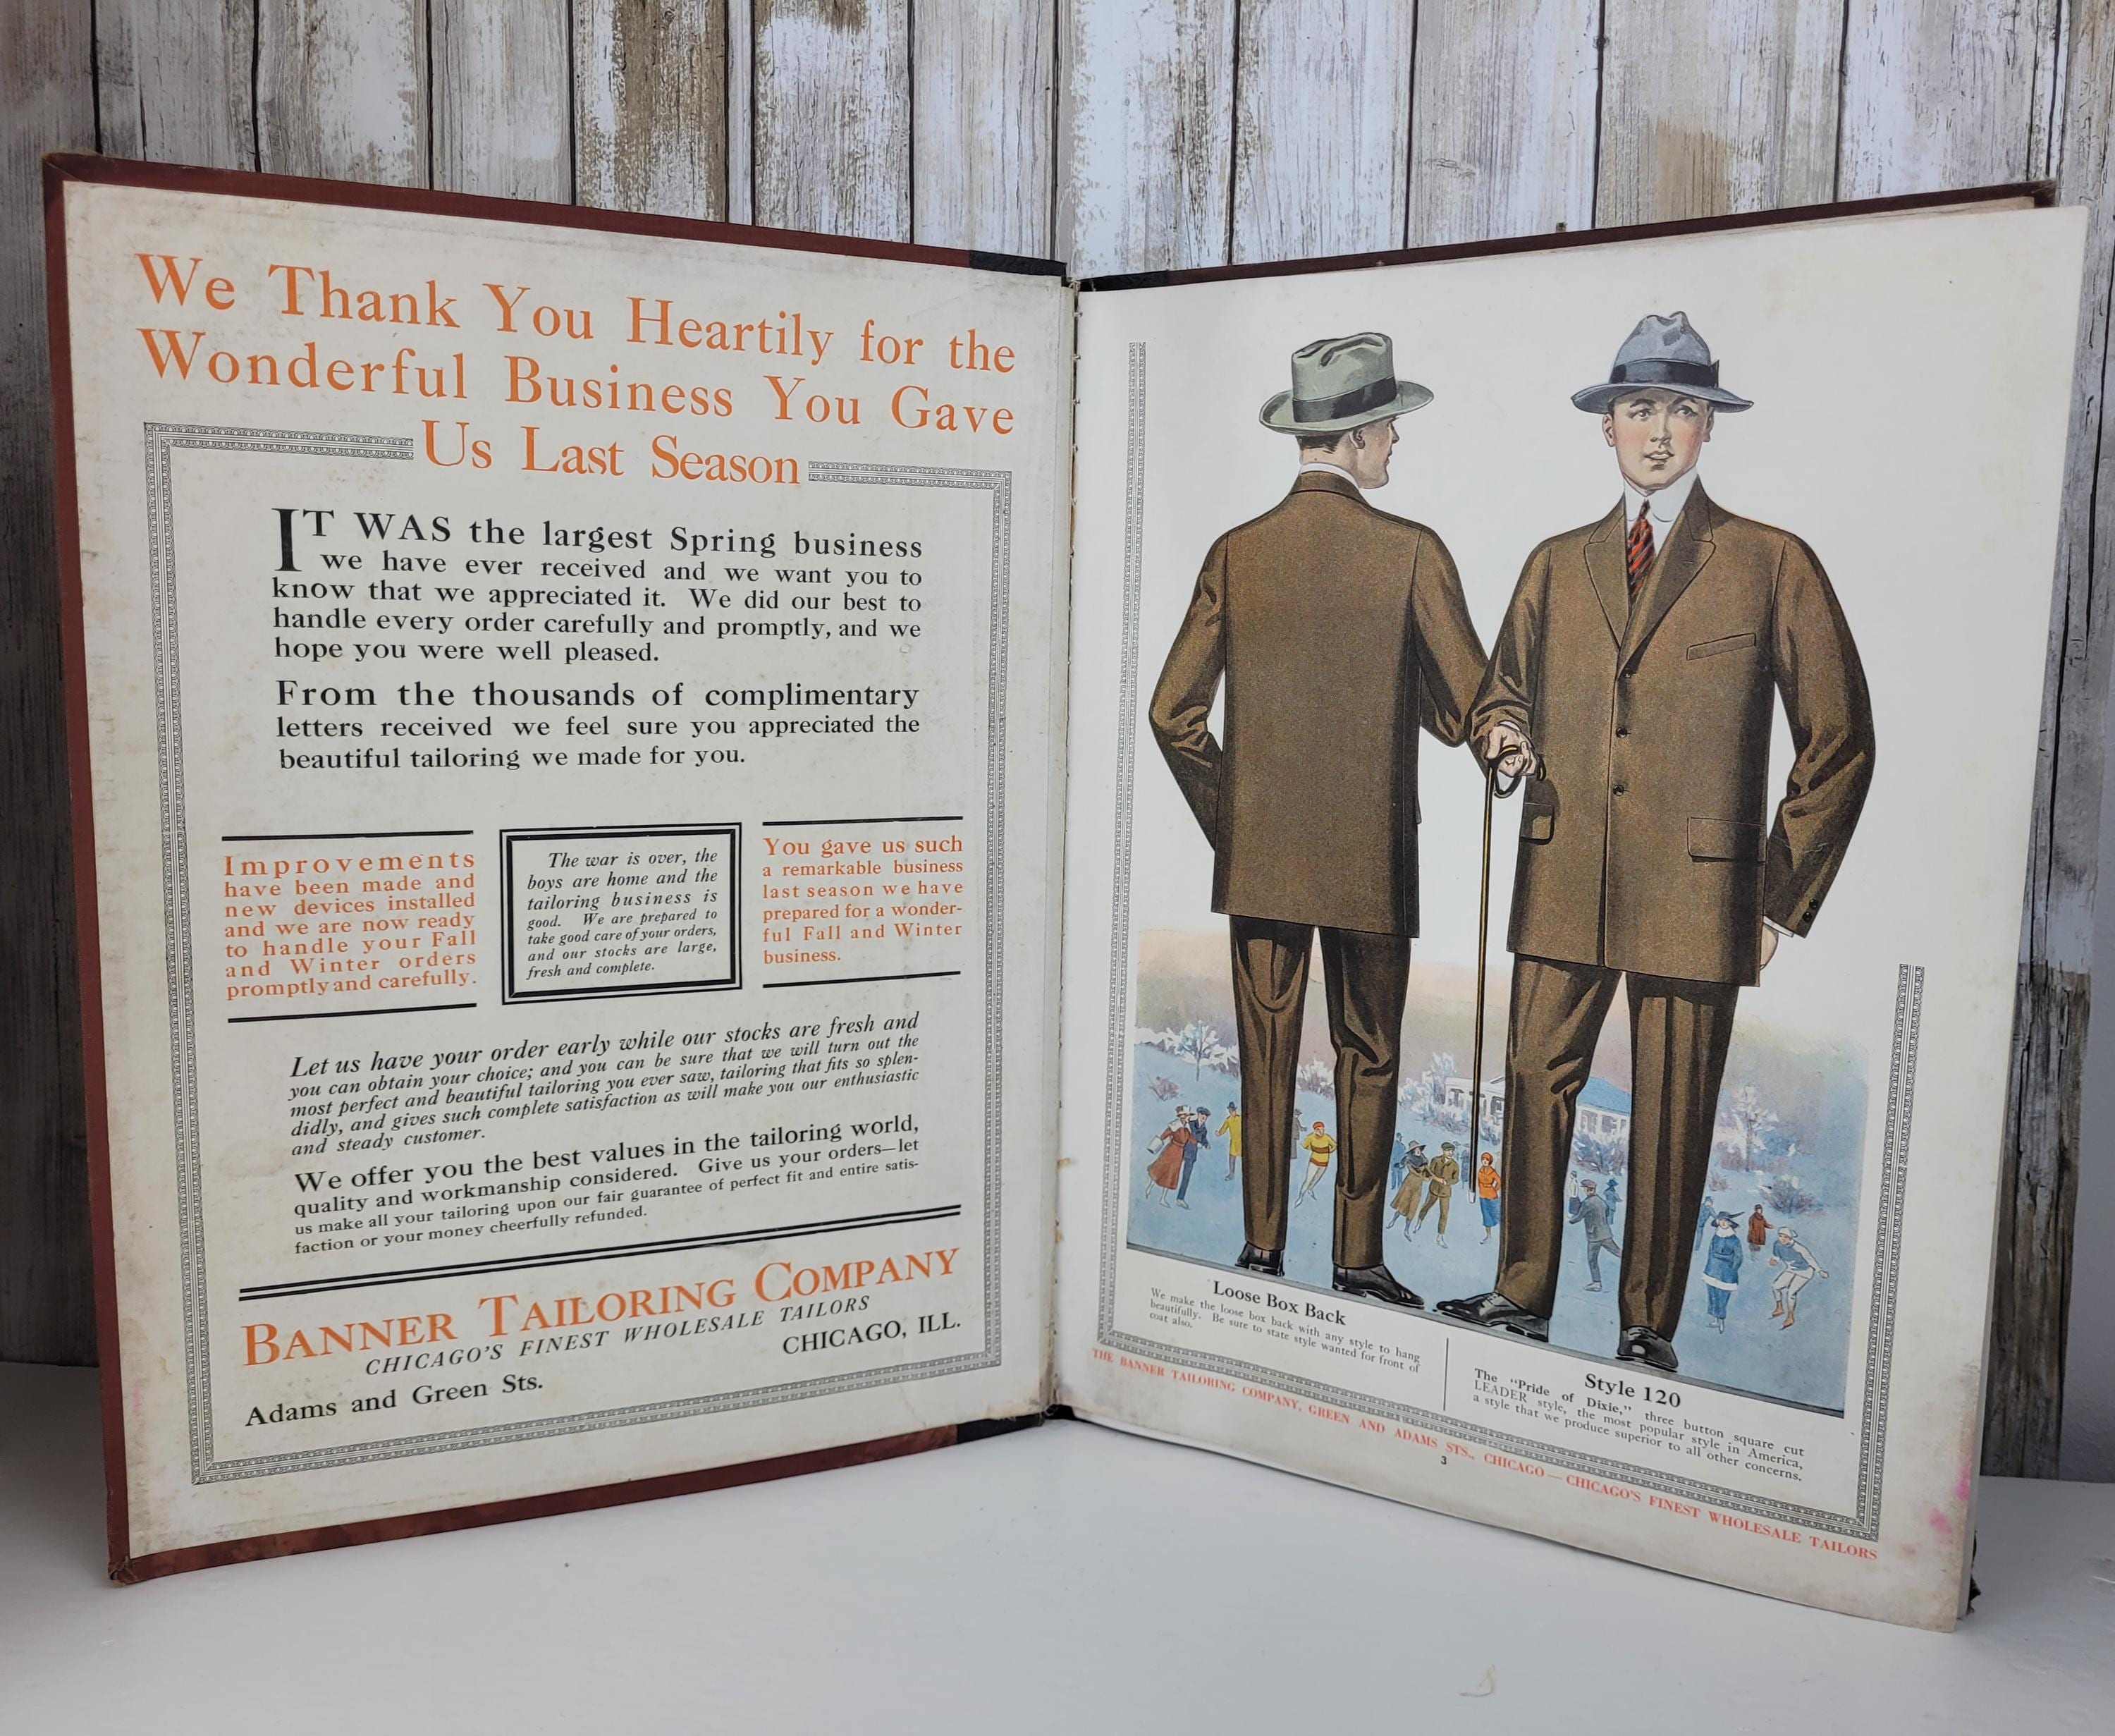 We Thank You Heartily for the
Wonderful Business You Gave
Us Last Season
IT WAS the largest Spring business
we have ever received and we want you to
know that we appreciated it. We did our best to
handle every order carefully and promptly, and we
hope you were well pleased.
From the thousands of complimentary
letters received we feel sure you appreciated the
beautiful tailoring we made for you.
Improvements
have been made and
new devices installed
and we are now ready
to handle your Fall
and Winter orders
promptly and carefully.
The war is over, the
boys are home and the
tailoring business is
good. We are prepared to
take good care of your orders,
and our stocks are large,
fresh and complete.
You gave us such
a remarkable business
last season we have
prepared for a wonder-
ful Fall and Winter
business.
Let us have your order early while our stocks are fresh and
you can obtain your choice; and you can be sure that we will turn out the
most perfect and beautiful tailoring you ever saw, tailoring that fits so splen-
didly, and gives such complete satisfaction as will make you our enthusiastic
and steady customer.
We offer you the best values in the tailoring world,
quality and workmanship considered. Give us your orders—let
us make all your tailoring upon our fair guarantee of perfect fit and entire satis-
faction or your money cheerfully refunded.
BANNER TAILORING COMPANY
CHICAGO'S FINEST WHOLESALE TAILORS
Adams and Green Sts.
CHICAGO, ILL.
Loose Box Back
We make the loose box back with any style to hang
beautifully. Be sure to state style wanted for front of
coat also.
Style 120
The "Pride of Dixie," three button square cut
LEADER style, the most popular style in America,
a style that we produce superior to all other concerns.
THE BANNER TAILORING COMPANY, GREEN AND ADAMS STS., CHICAGO—CHICAGO'S FINEST WHOLESALE TAILORS
3